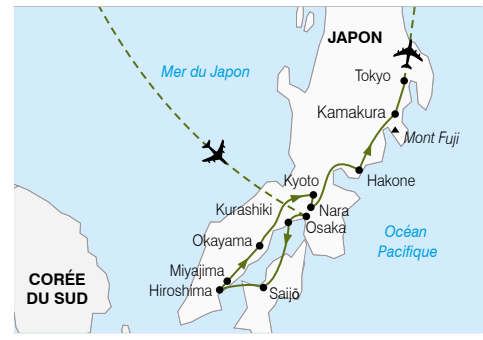 JAPON
Mer du Japon
Tokyo
Kamakura
Mont Fuji
Kyoto
Hakone
Kurashiki
Nara
Osaka
Okayama
Océan
Pacifique
Miyajima
CORÉE
DU SUD
Hiroshima
Saijō